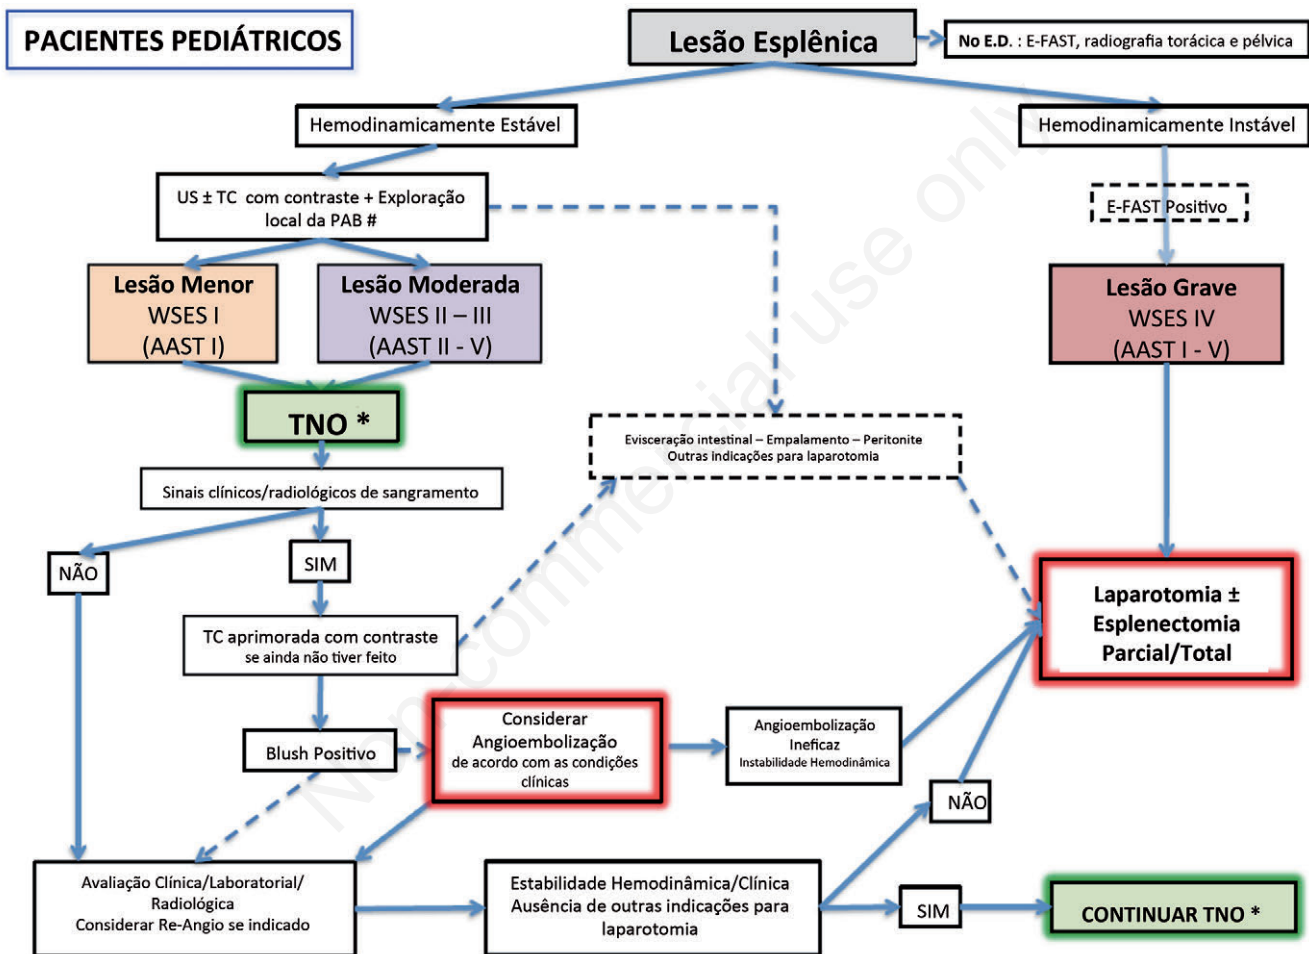 PACIENTES PEDIÁTRICOS
Lesão Esplênica
No E.D. : E-FAST, radiografia torácica e pélvica
Hemodinamicamente Estável
Hemodinamicamente Instável
US ± TC com contraste + Exploração
local da PAB #
E-FAST Positivo
Lesão Menor
WSES I
(AAST I)
Lesão Moderada
WSES II – III
(AAST II - V)
Lesão Grave
WSES IV
(AAST I - V)
TNO *
Evisceração intestinal – Empalamento – Peritonite
Outras indicações para laparotomia
Sinais clínicos/radiológicos de sangramento
NÃO
SIM
TC aprimorada com contraste
se ainda não tiver feito
Laparotomia ±
Esplenectomia
Parcial/Total
Blush Positivo
Considerar
Angioembolização
de acordo com as condições
clínicas
Angioembolização
Ineficaz
Instabilidade Hemodinâmica
NÃO
Avaliação Clínica/Laboratorial/
Radiológica
Considerar Re-Angio se indicado
Estabilidade Hemodinâmica/Clínica
Ausência de outras indicações para
laparotomia
SIM
CONTINUAR TNO *
Non-commercial use only